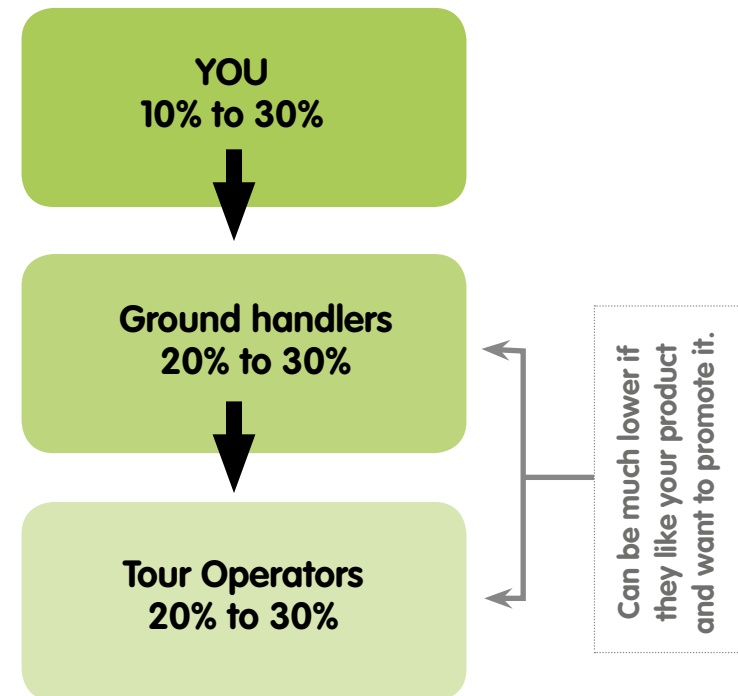 YOU
10% to 30%
Ground handlers
20% to 30%
Tour Operators
20% to 30%
Can be much lower if
they like your product
and want to promote it.